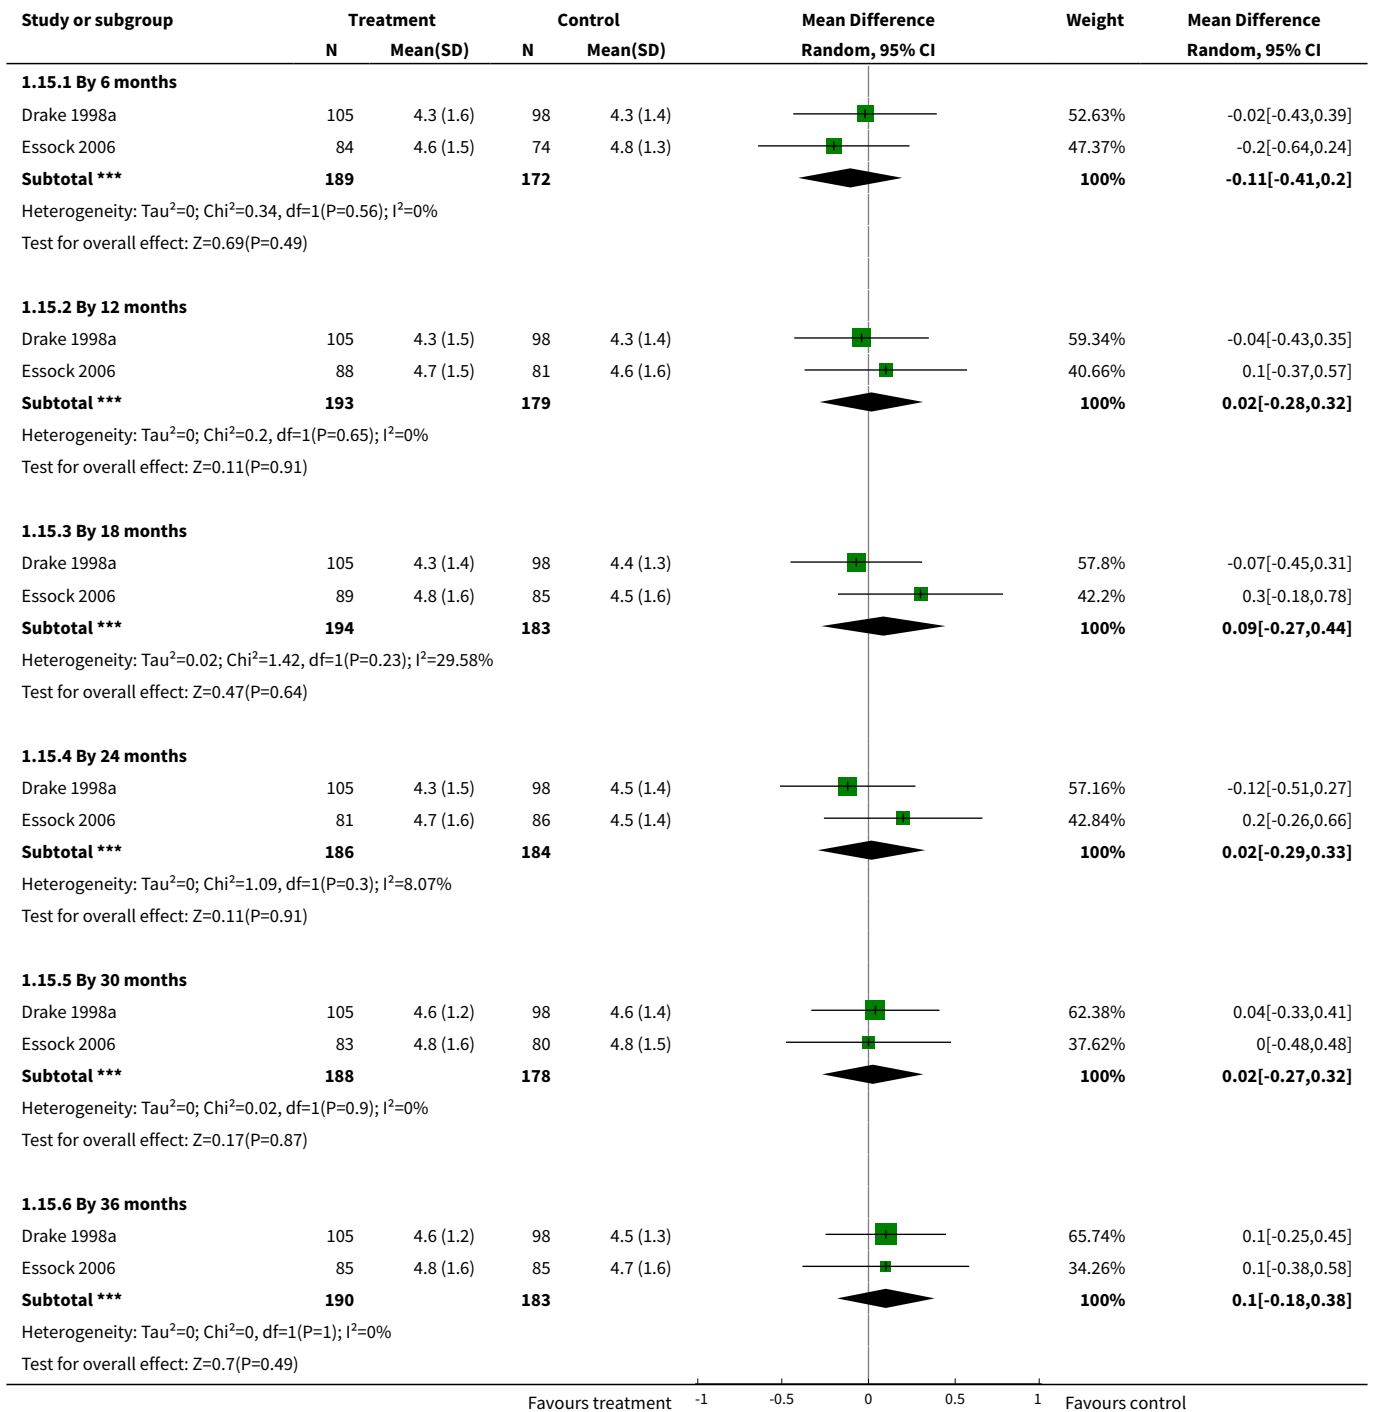 Study or subgroup Treatment Control Mean Difference Weight Mean Difference
N Mean(SD) N Mean(SD) Random, 95% CI Random, 95% CI
1.15.1 By 6 months
Drake 1998a 105 4.3 (1.6) 98 4.3 (1.4) 52.63% -0.02[-0.43,0.39]
Essock 2006 84 4.6 (1.5) 74 4.8 (1.3) 47.37% -0.2[-0.64,0.24]
Subtotal *** 189 172 100% -0.11[-0.41,0.2]
Heterogeneity: Tau²=0; Chi²=0.34, df=1(P=0.56); I²=0%
Test for overall effect: Z=0.69(P=0.49)
1.15.2 By 12 months
Drake 1998a 105 4.3 (1.5) 98 4.3 (1.4) 59.34% -0.04[-0.43,0.35]
Essock 2006 88 4.7 (1.5) 81 4.6 (1.6) 40.66% 0.1[-0.37,0.57]
Subtotal *** 193 179 100% 0.02[-0.28,0.32]
Heterogeneity: Tau²=0; Chi²=0.2, df=1(P=0.65); I²=0%
Test for overall effect: Z=0.11(P=0.91)
1.15.3 By 18 months
Drake 1998a 105 4.3 (1.4) 98 4.4 (1.3) 57.8% -0.07[-0.45,0.31]
Essock 2006 89 4.8 (1.6) 85 4.5 (1.6) 42.2% 0.3[-0.18,0.78]
Subtotal *** 194 183 100% 0.09[-0.27,0.44]
Heterogeneity: Tau²=0.02; Chi²=1.42, df=1(P=0.23); I²=29.58%
Test for overall effect: Z=0.47(P=0.64)
1.15.4 By 24 months
Drake 1998a 105 4.3 (1.5) 98 4.5 (1.4) 57.16% -0.12[-0.51,0.27]
Essock 2006 81 4.7 (1.6) 86 4.5 (1.4) 42.84% 0.2[-0.26,0.66]
Subtotal *** 186 184 100% 0.02[-0.29,0.33]
Heterogeneity: Tau²=0; Chi²=1.09, df=1(P=0.3); I²=8.07%
Test for overall effect: Z=0.11(P=0.91)
1.15.5 By 30 months
Drake 1998a 105 4.6 (1.2) 98 4.6 (1.4) 62.38% 0.04[-0.33,0.41]
Essock 2006 83 4.8 (1.6) 80 4.8 (1.5) 37.62% 0[-0.48,0.48]
Subtotal *** 188 178 100% 0.02[-0.27,0.32]
Heterogeneity: Tau²=0; Chi²=0.02, df=1(P=0.9); I²=0%
Test for overall effect: Z=0.17(P=0.87)
1.15.6 By 36 months
Drake 1998a 105 4.6 (1.2) 98 4.5 (1.3) 65.74% 0.1[-0.25,0.45]
Essock 2006 85 4.8 (1.6) 85 4.7 (1.6) 34.26% 0.1[-0.38,0.58]
Subtotal *** 190 183 100% 0.1[-0.18,0.38]
Heterogeneity: Tau²=0; Chi²=0, df=1(P=1); I²=0%
Test for overall effect: Z=0.7(P=0.49)
Favours treatment -1 -0.5 0 0.5 1 Favours control